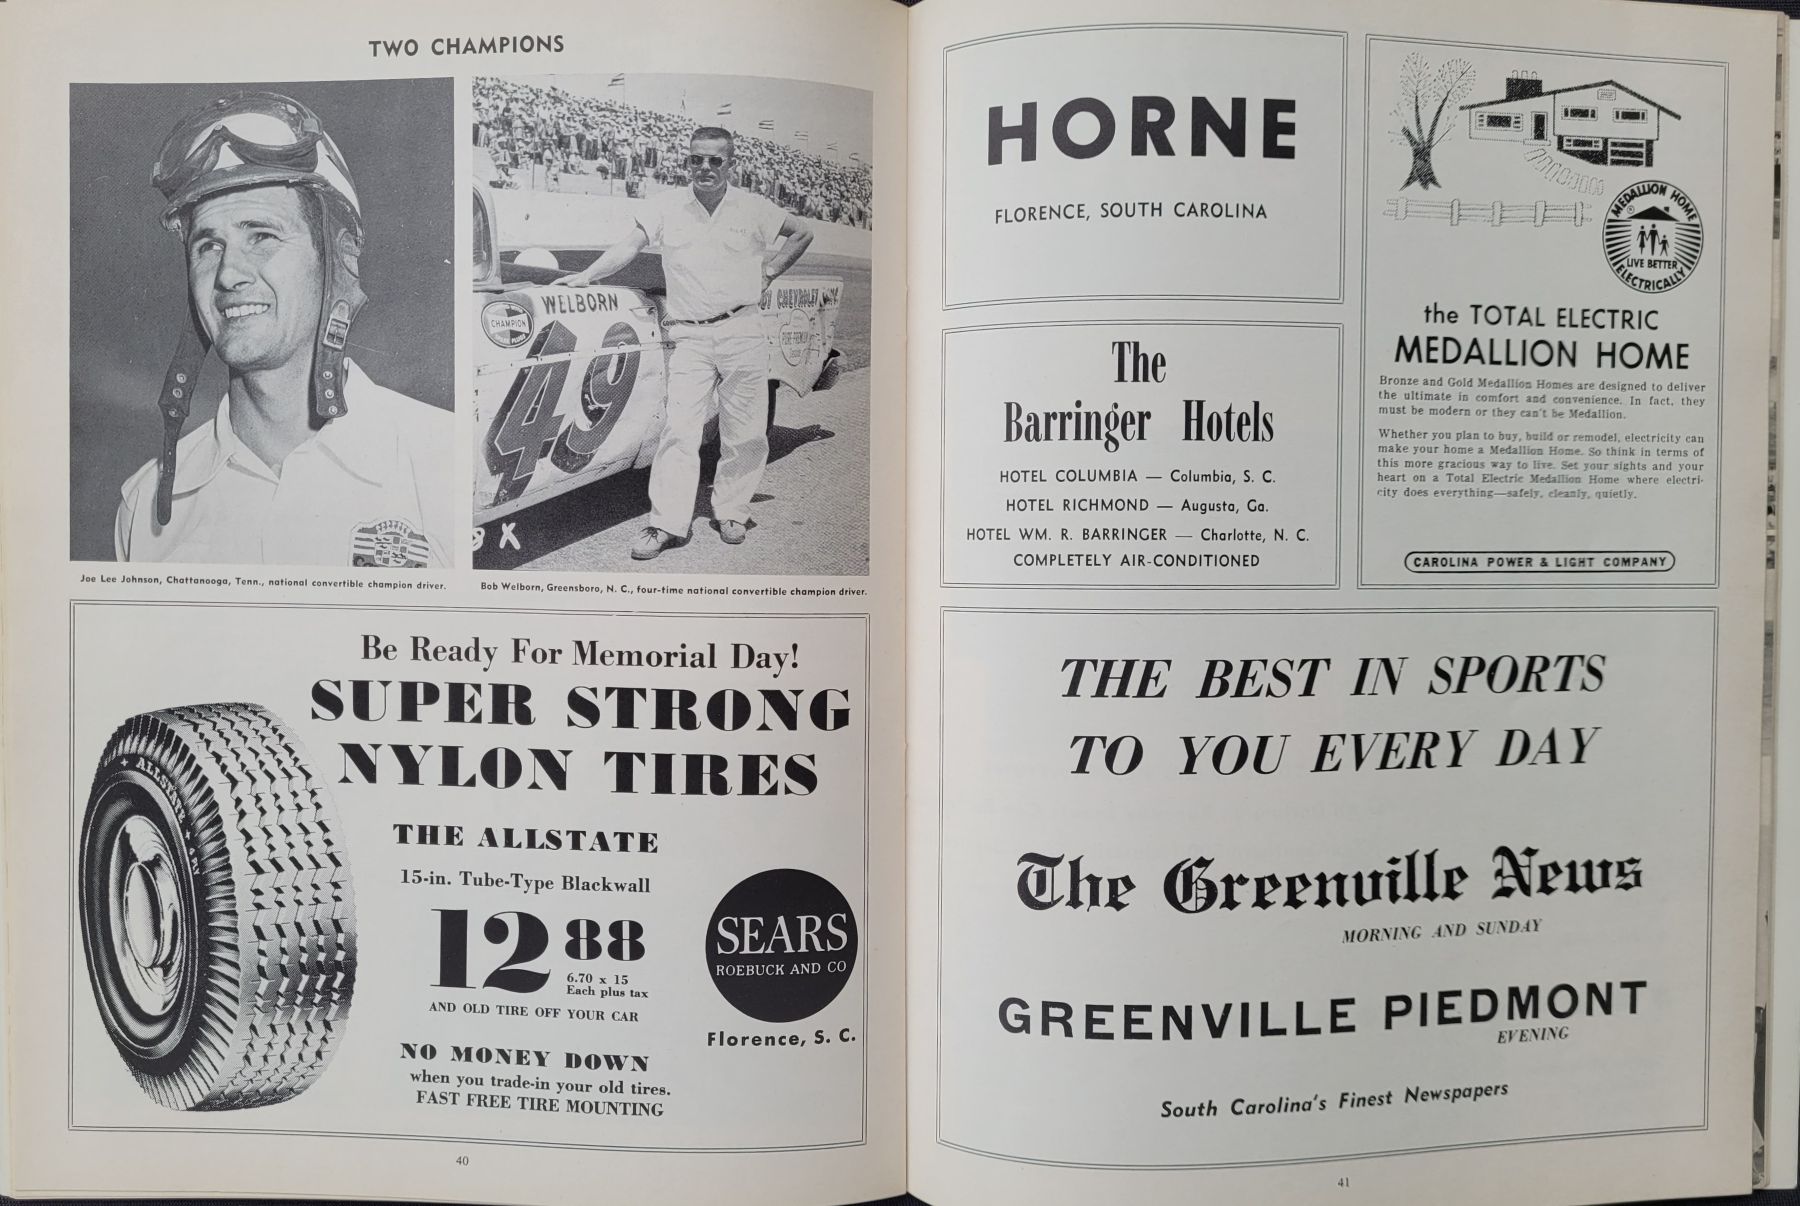 TWO CHAMPIONS
WELBORN
CHAMPION
49
CHEVROLET
X
Joe Lee Johnson, Chattanooga, Tenn., national convertible champion driver.
Bob Welborn, Greensboro, N. C., four-time national convertible champion driver.
Be Ready For Memorial Day!
SUPER STRONG
NYLON TIRES
ALLSTATE
4 PLY
THE ALLSTATE
15-in. Tube-Type Blackwall
12 88
6.70 x 15
Each plus tax
AND OLD TIRE OFF YOUR CAR
NO MONEY DOWN
when you trade-in your old tires.
FAST FREE TIRE MOUNTING
SEARS
ROEBUCK AND CO
Florence, S. C.
40
HORNE
FLORENCE, SOUTH CAROLINA
The
Barringer Hotels
HOTEL COLUMBIA — Columbia, S. C.
HOTEL RICHMOND — Augusta, Ga.
HOTEL WM. R. BARRINGER — Charlotte, N. C.
COMPLETELY AIR-CONDITIONED
MEDALLION HOME
LIVE BETTER
ELECTRICALLY
the TOTAL ELECTRIC
MEDALLION HOME
Bronze and Gold Medallion Homes are designed to deliver
the ultimate in comfort and convenience. In fact, they
must be modern or they can't be Medallion.
Whether you plan to buy, build or remodel, electricity can
make your home a Medallion Home. So think in terms of
this more gracious way to live. Set your sights and your
heart on a Total Electric Medallion Home where electri-
city does everything—safely, cleanly, quietly.
CAROLINA POWER & LIGHT COMPANY
THE BEST IN SPORTS
TO YOU EVERY DAY
The Greenville News
MORNING AND SUNDAY
GREENVILLE PIEDMONT
EVENING
South Carolina's Finest Newspapers
41